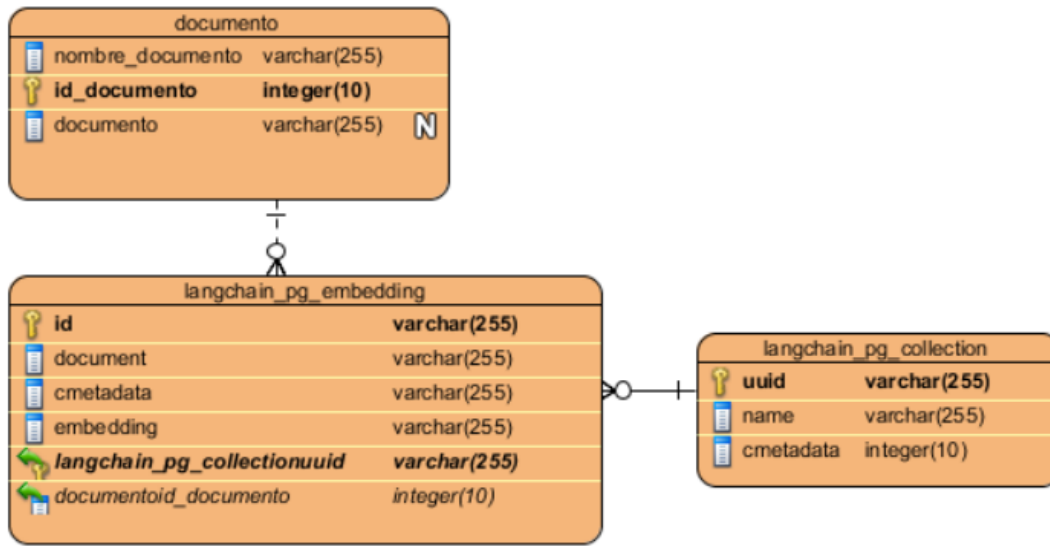 documento
nombre_documento varchar(255)
id_documento integer(10)
documento varchar(255) N
langchain_pg_embedding
id varchar(255)
document varchar(255)
cmetadata varchar(255)
embedding varchar(255)
langchain_pg_collectionuuid varchar(255)
documentoid_documento integer(10)
langchain_pg_collection
uuid varchar(255)
name varchar(255)
cmetadata integer(10)